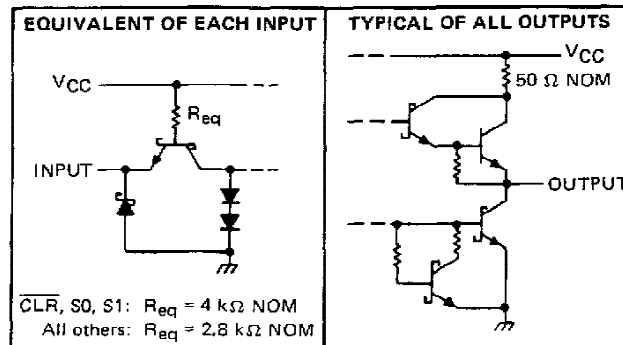 EQUIVALENT OF EACH INPUT
VCC
Req
INPUT
CLR, S0, S1: Req = 4 kΩ NOM
All others: Req = 2.8 kΩ NOM
TYPICAL OF ALL OUTPUTS
VCC
50 Ω NOM
OUTPUT